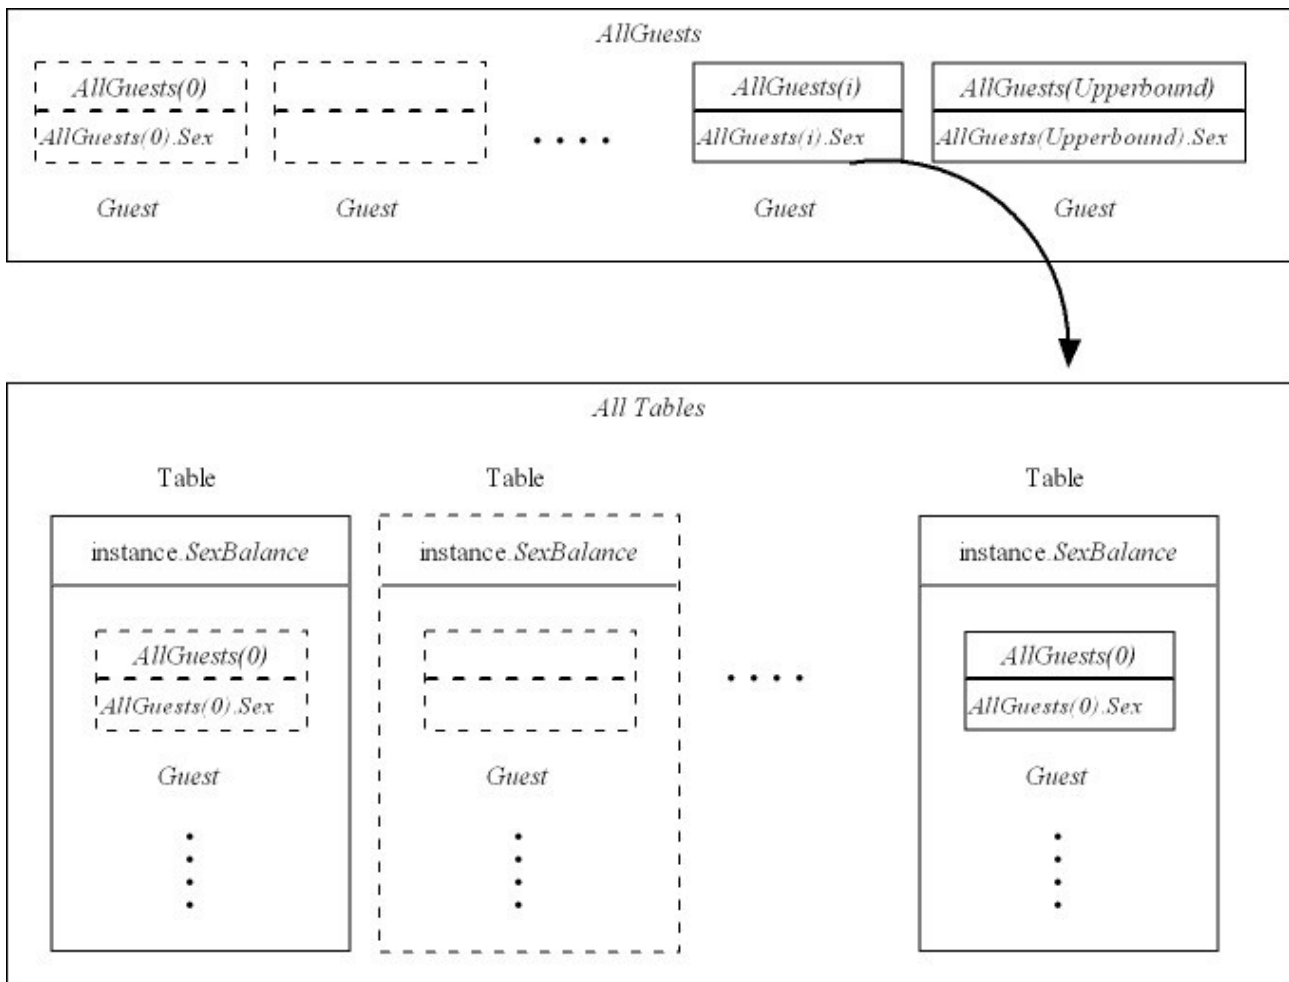 AllGuests
AllGuests(0) AllGuests(i) AllGuests(Upperbound)
AllGuests(0).Sex AllGuests(i).Sex AllGuests(Upperbound).Sex
Guest Guest Guest Guest
All Tables
Table Table Table
instance.SexBalance instance.SexBalance instance.SexBalance
AllGuests(0) AllGuests(0)
AllGuests(0).Sex AllGuests(0).Sex
Guest Guest Guest